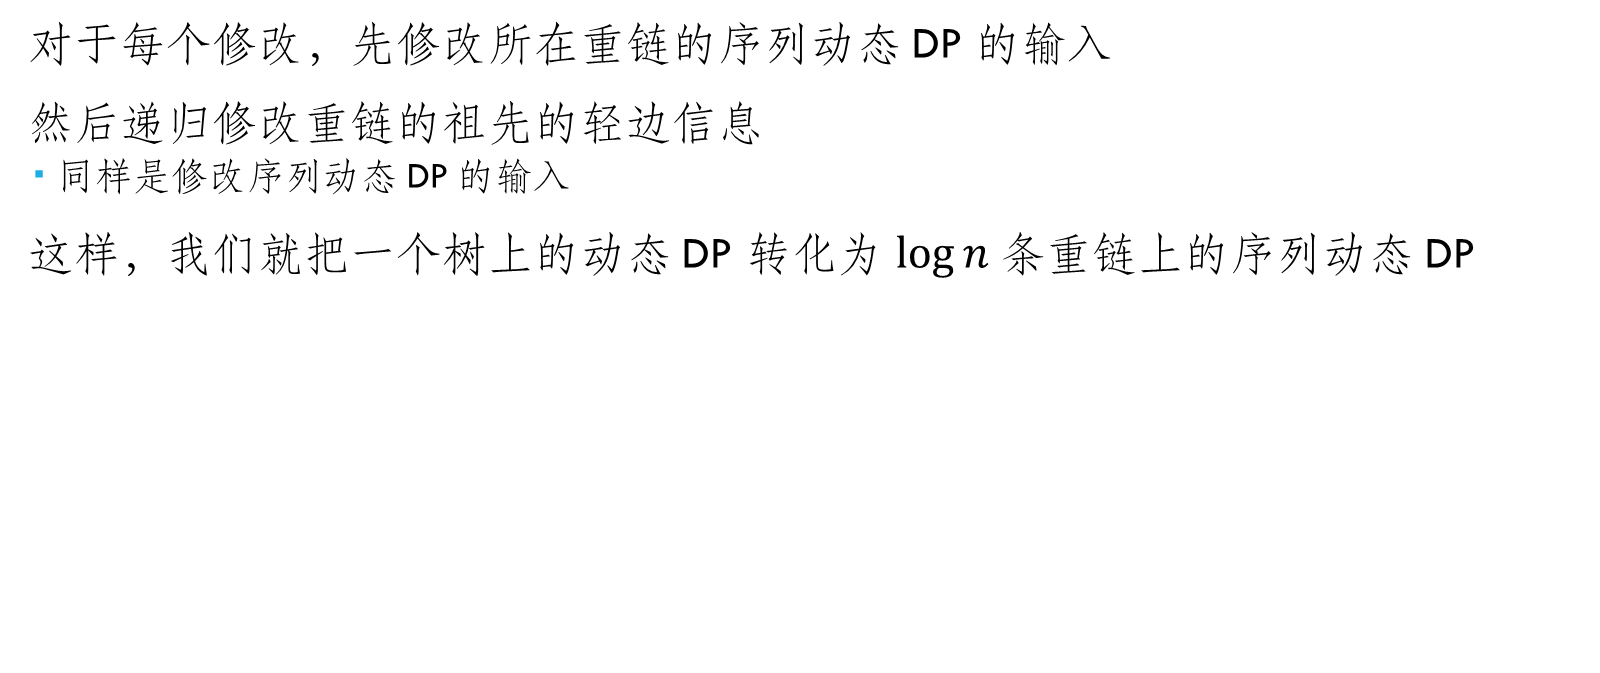 对于每个修改，先修改所在重链的序列动态 DP 的输入
然后递归修改重链的祖先的轻边信息
▪ 同样是修改序列动态 DP 的输入
这样，我们就把一个树上的动态 DP 转化为 log n 条重链上的序列动态 DP